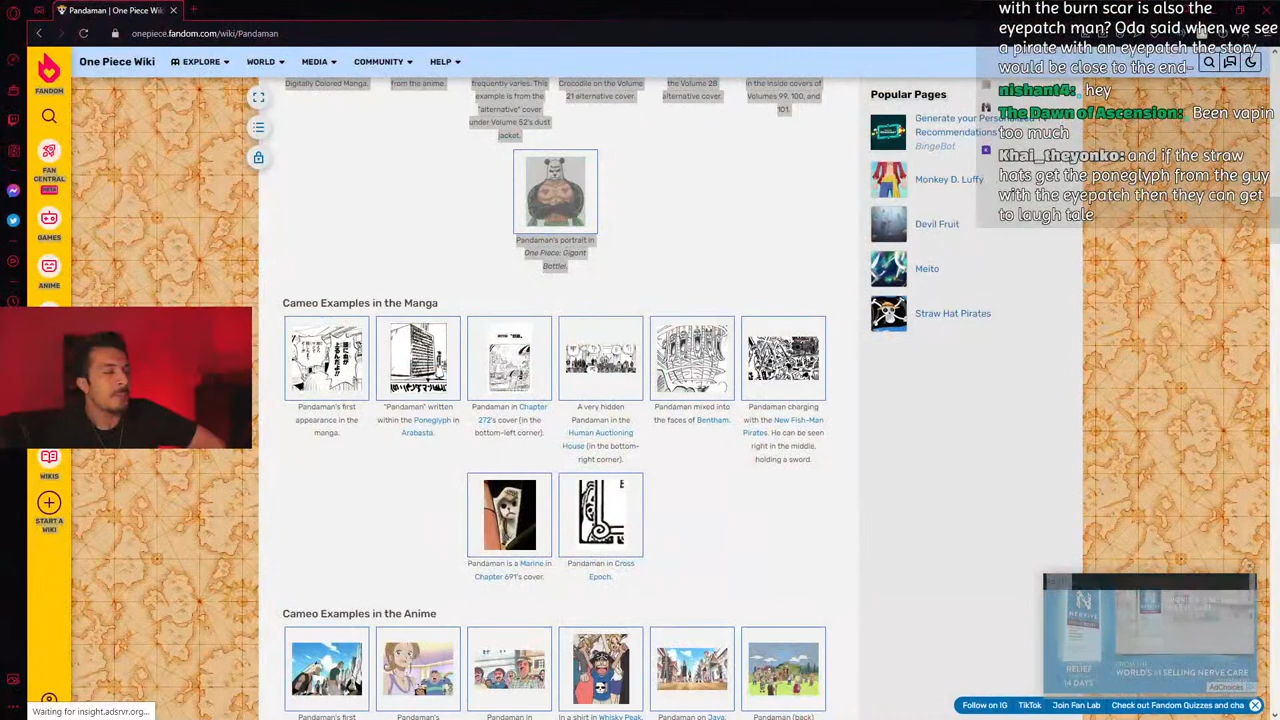 Pandaman | One Piece Wiki
onepiece.fandom.com/wiki/Pandaman
with the burn scar is also the
eyepatch man? Oda said when we see
a pirate with an eyepatch the story
would be close to the end-
nishant4: hey
The Dawn of Ascension: Been vapin
too much
Khai_theyonko: and if the straw
hats get the poneglyph from the guy
with the eyepatch then they can get
to laugh tale
One Piece Wiki
EXPLORE
WORLD
MEDIA
COMMUNITY
HELP
FANDOM
FAN
CENTRAL
BETA
GAMES
ANIME
WIKIS
START A
WIKI
Digitally Colored Manga.
from the anime.
frequently varies. This
example is from the
"alternative" cover
under Volume 52's dust
jacket.
Crocodile on the Volume
21 alternative cover.
the Volume 28
alternative cover.
in the inside covers of
Volumes 99, 100, and
101.
Pandaman's portrait in
One Piece: Gigant
Battle!.
Popular Pages
Generate your Personalized
Recommendations
BingeBot
Monkey D. Luffy
Devil Fruit
Meito
Straw Hat Pirates
Cameo Examples in the Manga
Pandaman's first
appearance in the
manga.
"Pandaman" written
within the Poneglyph in
Arabasta.
Pandaman in Chapter
272's cover (in the
bottom-left corner).
A very hidden
Pandaman in the
Human Auctioning
House (in the bottom-
right corner).
Pandaman mixed into
the faces of Bentham.
Pandaman charging
with the New Fish-Man
Pirates. He can be seen
right in the middle,
holding a sword.
Pandaman is a Marine in
Chapter 691's cover.
Pandaman in Cross
Epoch.
Cameo Examples in the Anime
Pandaman's first
Pandaman's
Pandaman in
In a shirt in Whisky Peak.
Pandaman on Jaya.
Pandaman (back)
NERVIVE
RELIEF
14 DAYS
FROM THE
WORLD'S #1 SELLING NERVE CARE
AdChoices
Follow on IG
TikTok
Join Fan Lab
Check out Fandom Quizzes and cha
Waiting for insight.adsrvr.org...